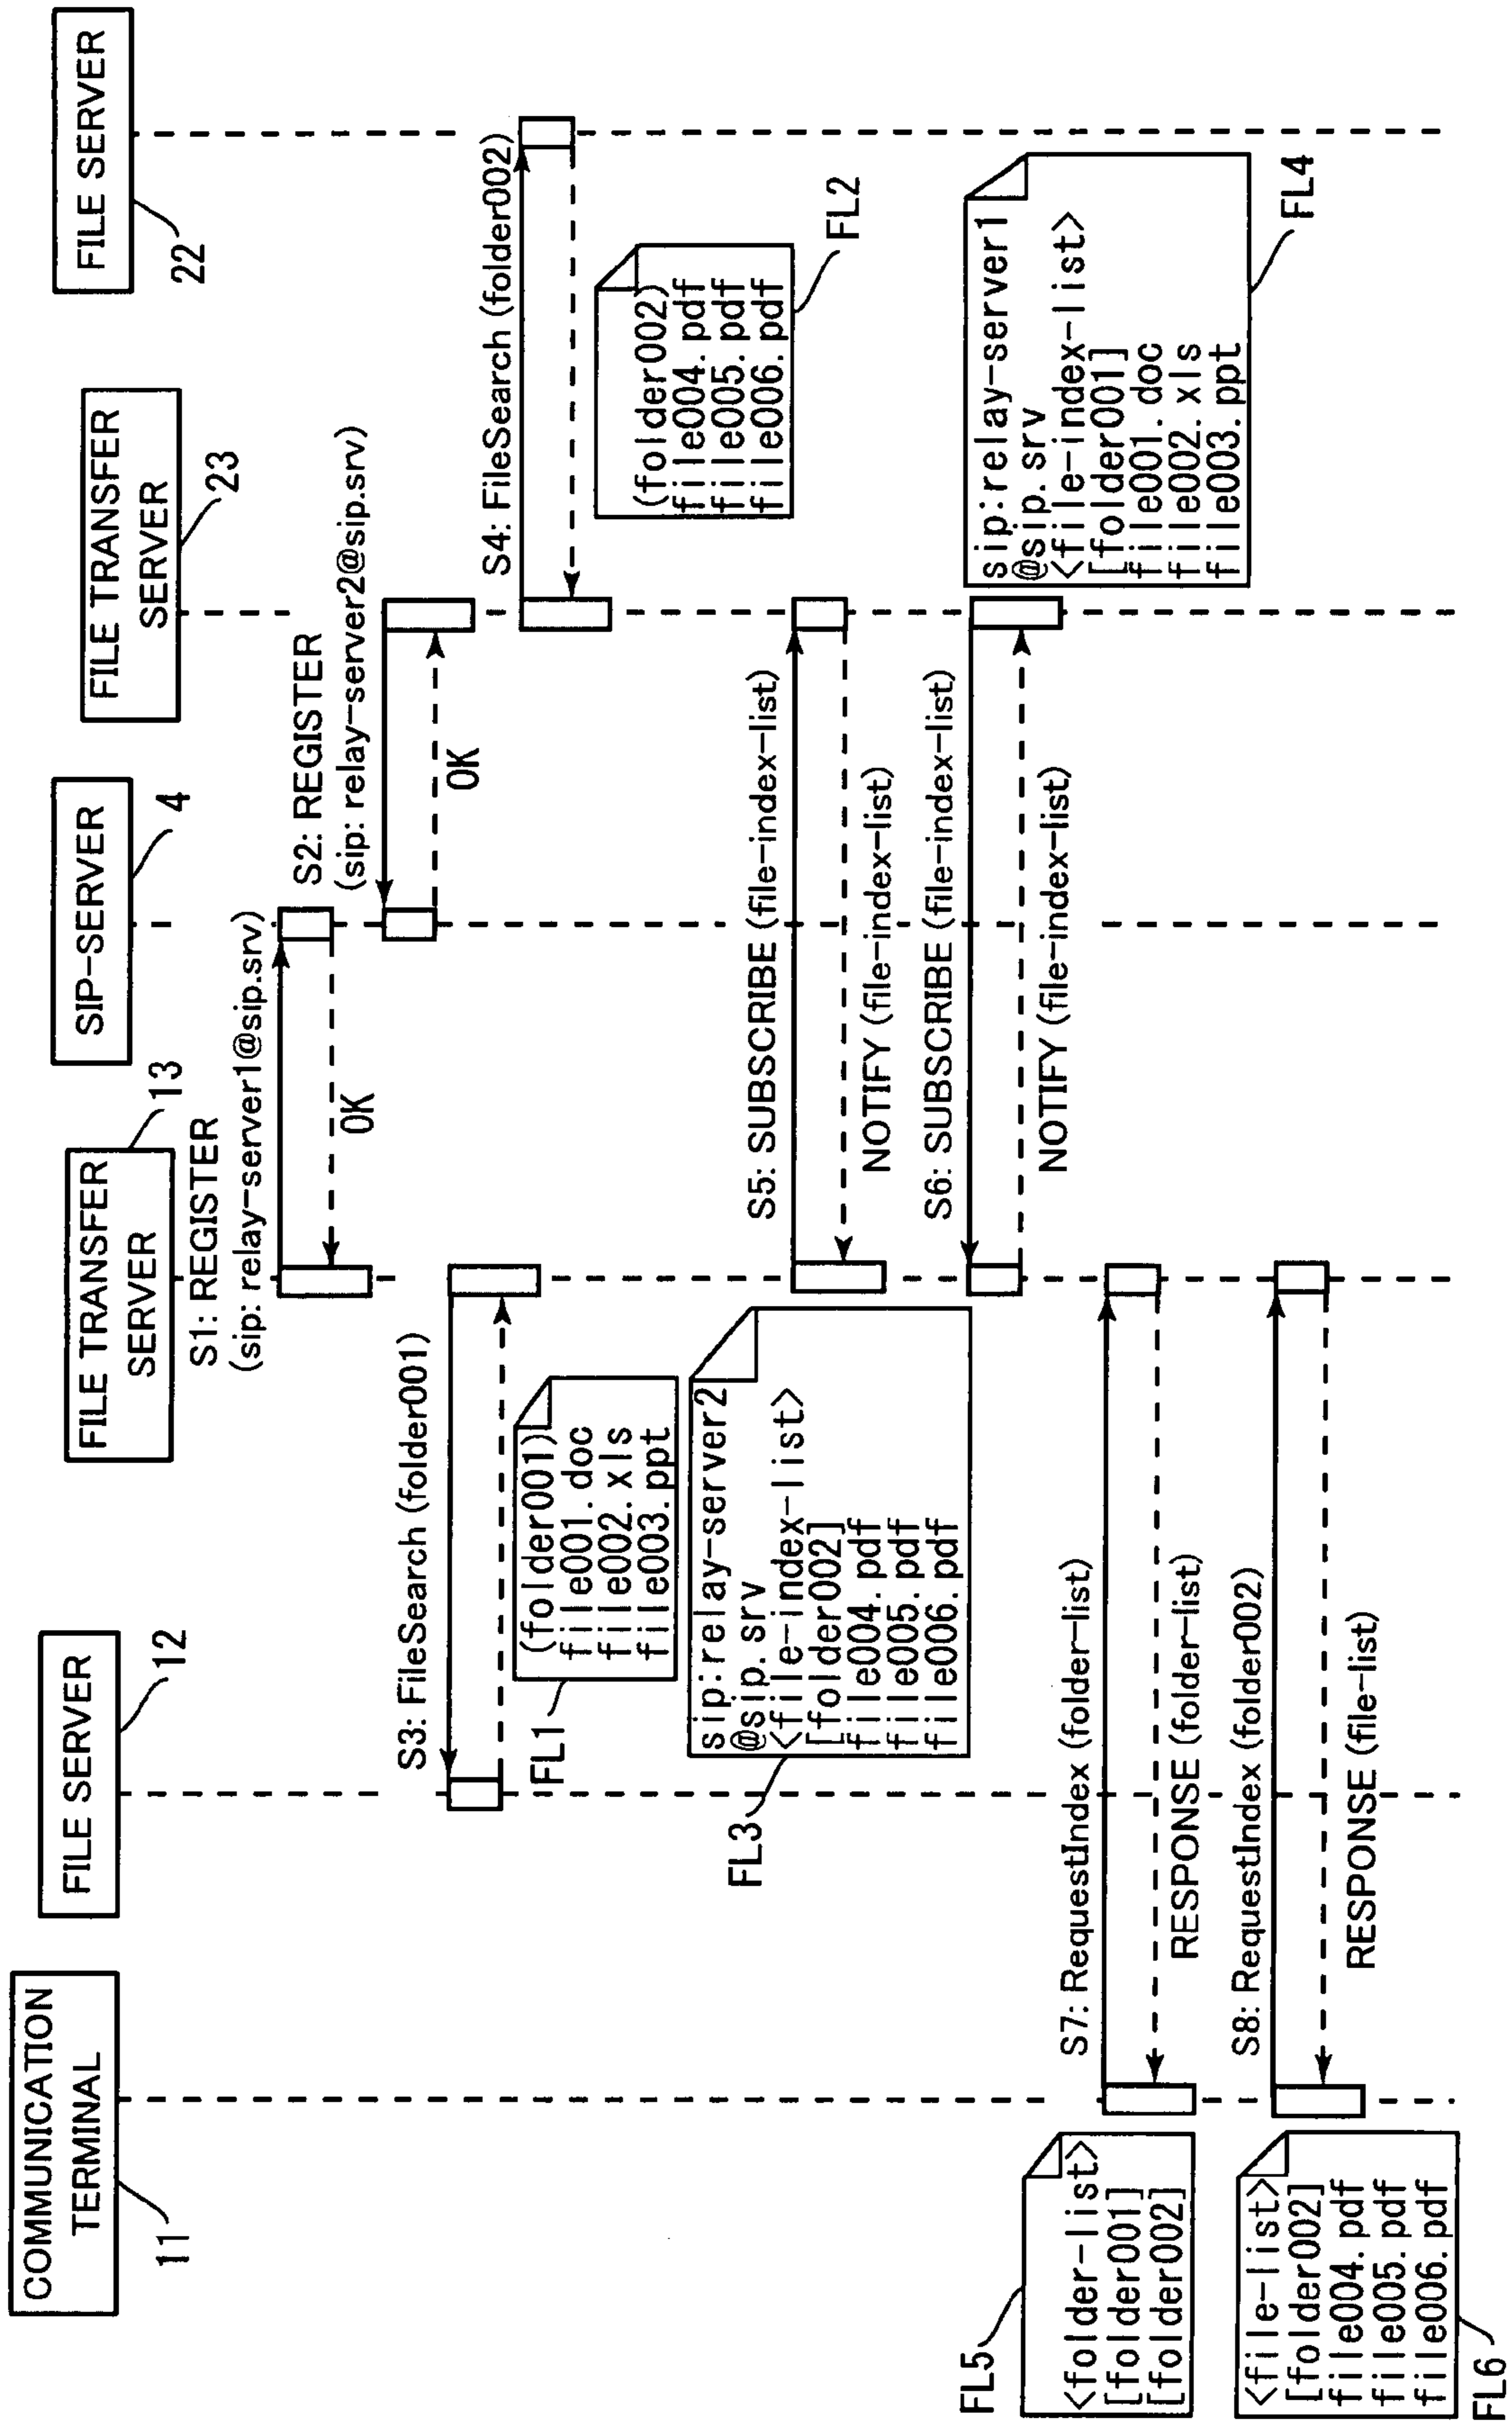 COMMUNICATION
TERMINAL
11
FILE SERVER
12
FILE TRANSFER
SERVER
13
SIP-SERVER
4
FILE TRANSFER
SERVER
23
FILE SERVER
22
S1: REGISTER
(sip: relay-server1@sip.srv)
OK
S2: REGISTER
(sip: relay-server2@sip.srv)
OK
S3: FileSearch (folder001)
FL1
(folder001)
file001.doc
file002.xls
file003.ppt
S4: FileSearch (folder002)
(folder002)
file004.pdf
file005.pdf
file006.pdf
FL2
S5: SUBSCRIBE (file-index-list)
NOTIFY (file-index-list)
FL3
sip:relay-server2
@sip.srv
<file-index-list>
[folder002]
file004.pdf
file005.pdf
file006.pdf
S6: SUBSCRIBE (file-index-list)
NOTIFY (file-index-list)
sip:relay-server1
@sip.srv
<file-index-list>
[folder001]
file001.doc
file002.xls
file003.ppt
FL4
S7: RequestIndex (folder-list)
RESPONSE (folder-list)
FL5
<folder-list>
[folder001]
[folder002]
S8: RequestIndex (folder002)
RESPONSE (file-list)
<file-list>
[folder002]
file004.pdf
file005.pdf
file006.pdf
FL6